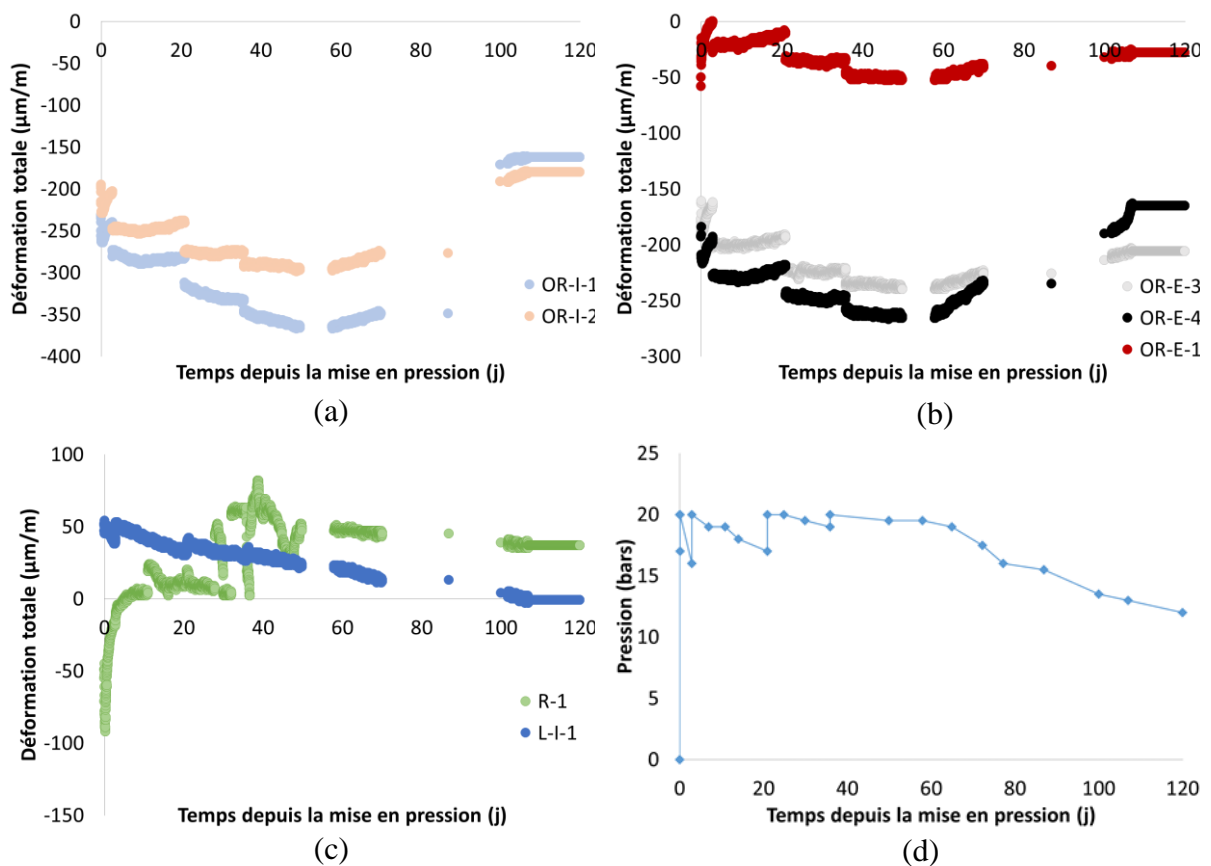 0
-50
-100
-150
-200
-250
-300
-350
-400
0 20 40 60 80 100 120
Déformation totale (µm/m)
OR-I-1
OR-I-2
Temps depuis la mise en pression (j)
(a)
0
-50
-100
-150
-200
-250
-300
0 20 40 60 80 100 120
Déformation totale (µm/m)
OR-E-3
OR-E-4
OR-E-1
Temps depuis la mise en pression (j)
(b)
100
50
0
-50
-100
-150
0 20 40 60 80 100 120
Déformation totale (µm/m)
R-1
L-I-1
Temps depuis la mise en pression (j)
(c)
25
20
15
10
5
0
Pression (bars)
0 20 40 60 80 100 120
Temps depuis la mise en pression (j)
(d)